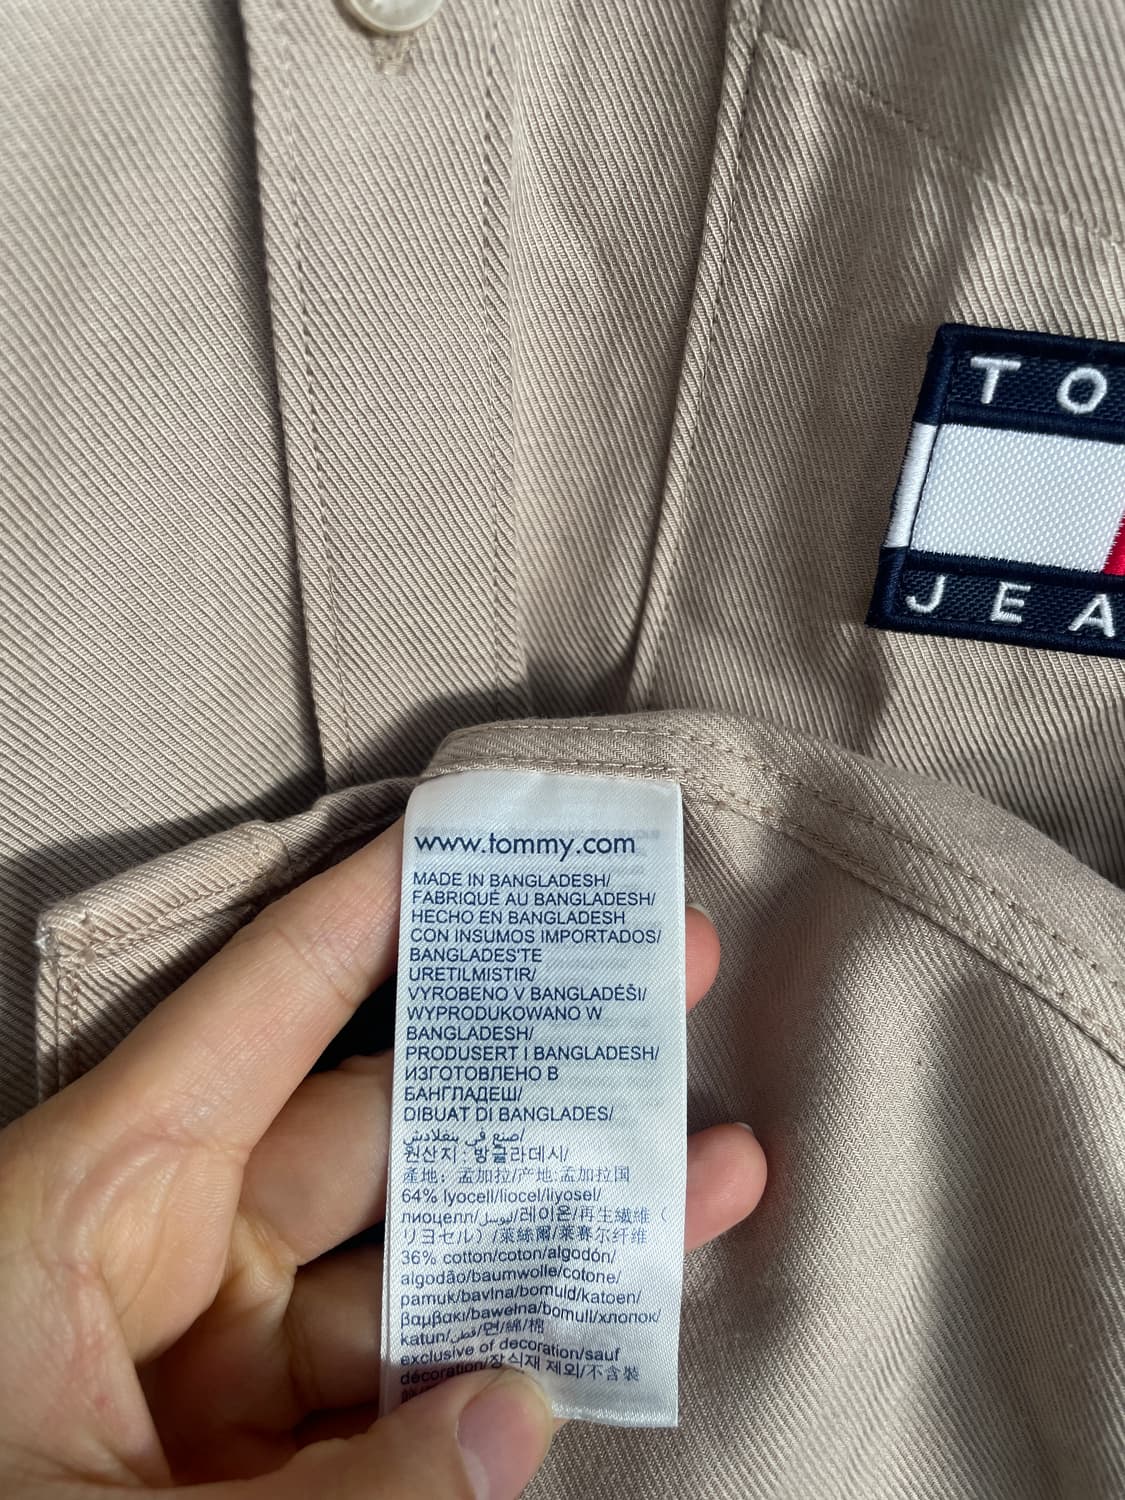 TO
JEA
www.tommy.com
MADE IN BANGLADESH/
FABRIQUÉ AU BANGLADESH/
HECHO EN BANGLADESH
CON INSUMOS IMPORTADOS/
BANGLADES'TE
URETILMISTIR/
VYROBENO V BANGLADÉŠI/
WYPRODUKOWANO W
BANGLADESH/
PRODUSERT I BANGLADESH/
ИЗГОТОВЛЕНО В
БАНГЛАДЕШ/
DIBUAT DI BANGLADES/
صنع في بنغلادش/
원산지 : 방글라데시/
產地：孟加拉/产地:孟加拉国
64% lyocell/liocel/liyosel/
лиоцелл/ليوسل/레이온/再生繊維（
リヨセル）/萊絲爾/莱赛尔纤维
36% cotton/coton/algodón/
algodão/baumwolle/cotone/
pamuk/bavlna/bomuld/katoen/
βαμβακι/bawełna/bomull/хлопок/
katun/قطن/면/綿/棉
exclusive of decoration/sauf
décoration/장식재 제외/不含裝